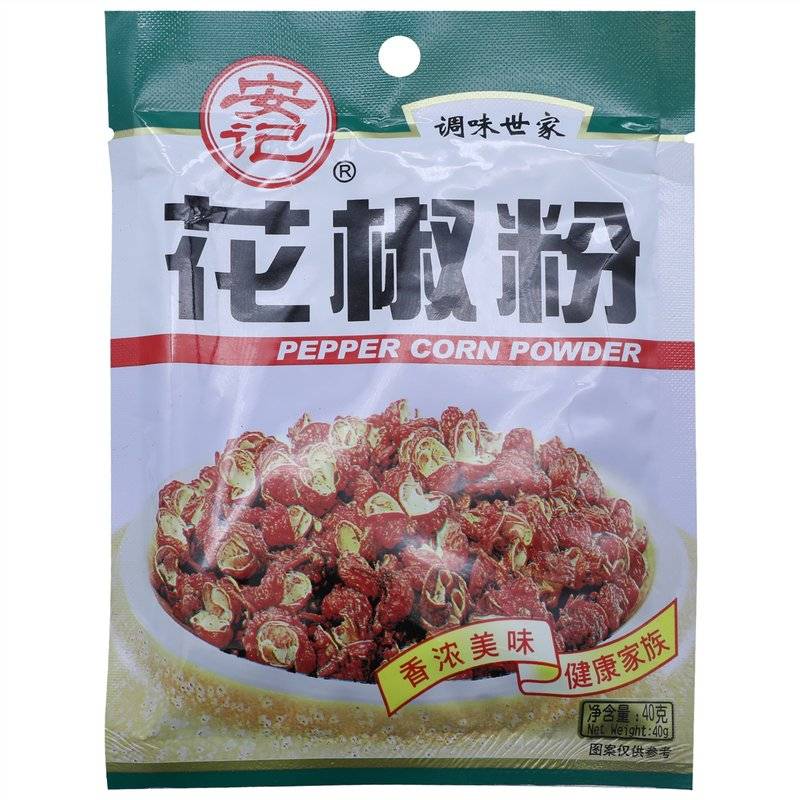 安记
®
调味世家
花椒粉
PEPPER CORN POWDER
香浓美味
健康家族
净含量:40克
Net Weight:40g
图案仅供参考